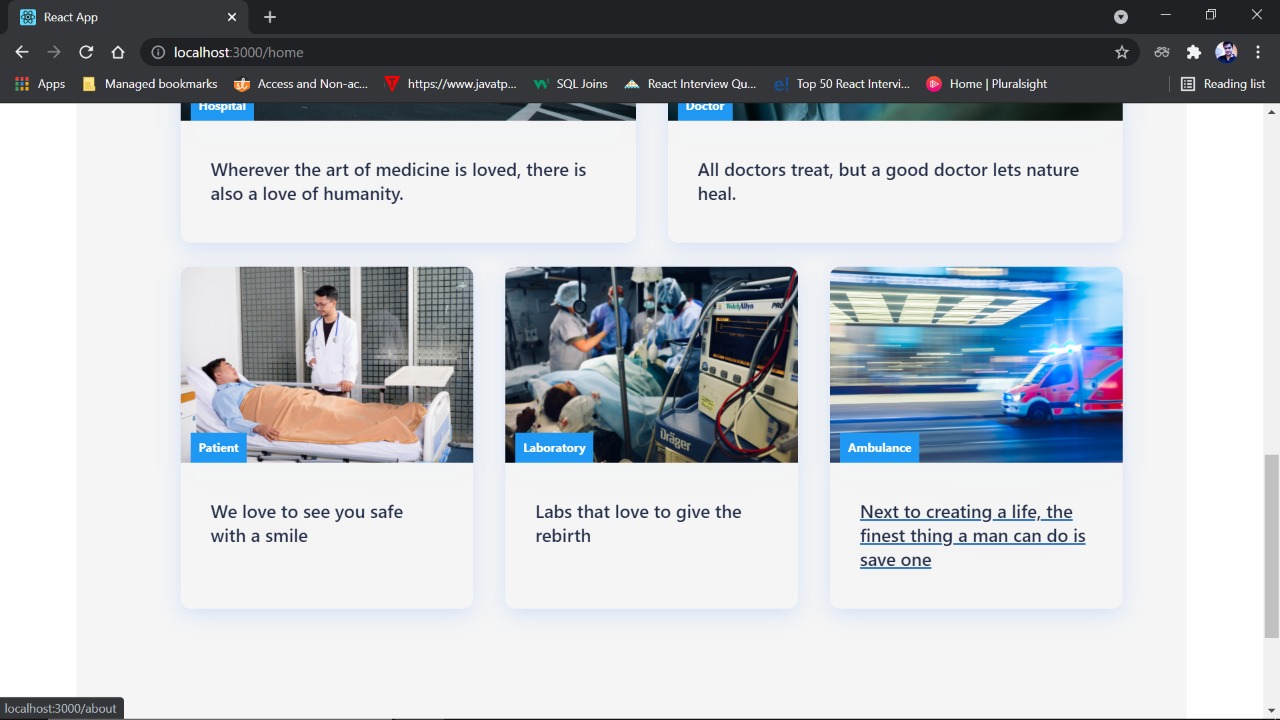 React App
localhost:3000/home
Apps
Managed bookmarks
Access and Non-ac...
https://www.javatp...
SQL Joins
React Interview Qu...
Top 50 React Intervi...
Home | Pluralsight
Reading list
Hospital
Doctor
Wherever the art of medicine is loved, there is
also a love of humanity.
All doctors treat, but a good doctor lets nature
heal.
WelchAllyn PRO
Dräger
Patient
Laboratory
Ambulance
We love to see you safe
with a smile
Labs that love to give the
rebirth
Next to creating a life, the
finest thing a man can do is
save one
localhost:3000/about